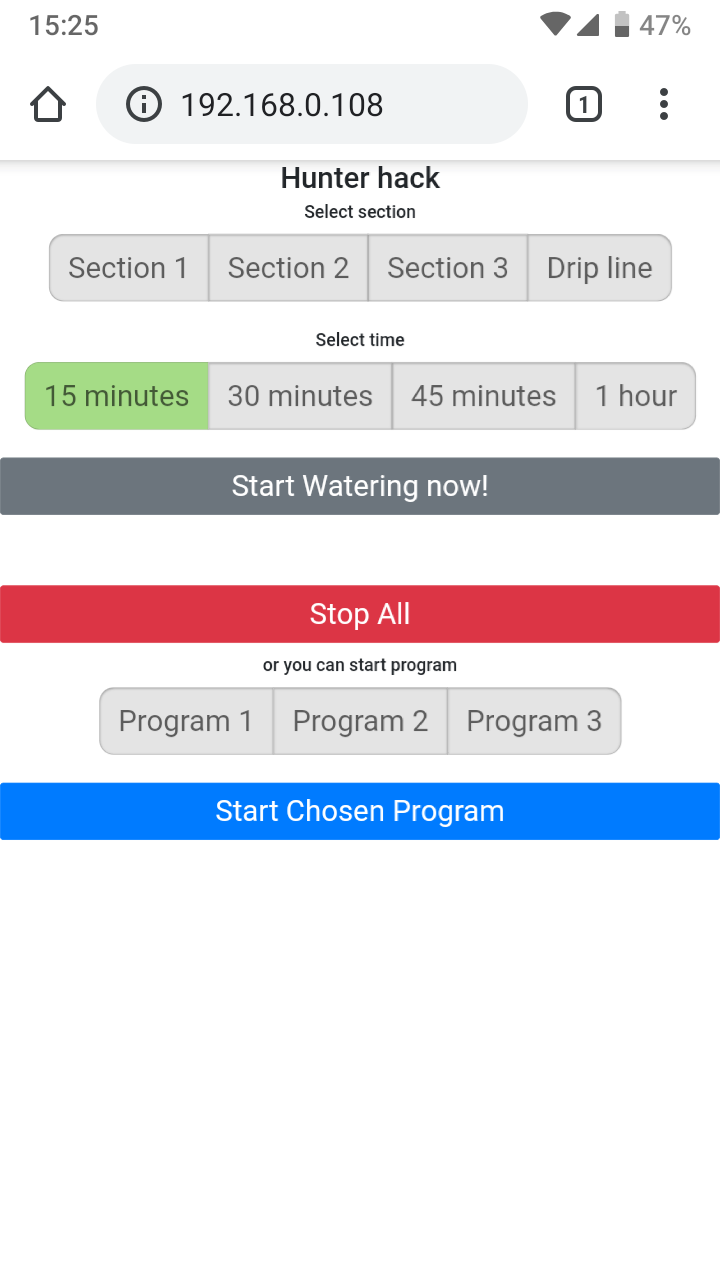 15:25 47%
192.168.0.108 1
Hunter hack
Select section
Section 1 Section 2 Section 3 Drip line
Select time
15 minutes 30 minutes 45 minutes 1 hour
Start Watering now!
Stop All
or you can start program
Program 1 Program 2 Program 3
Start Chosen Program